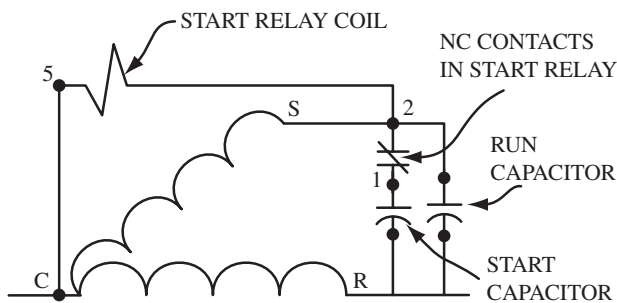 START RELAY COIL
NC CONTACTS
IN START RELAY
5
S
2
RUN
CAPACITOR
1
C
R
START
CAPACITOR